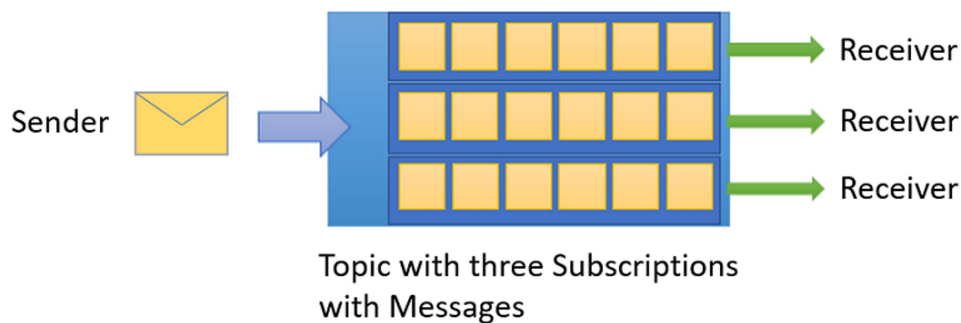 Sender
Receiver
Receiver
Receiver
Topic with three Subscriptions
with Messages